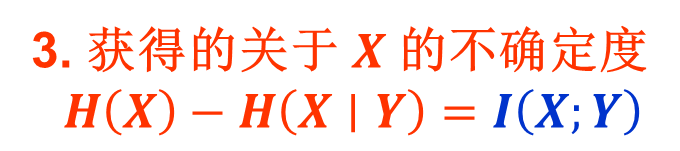 3. 获得的关于 X 的不确定度
H(X) − H(X | Y) = I(X; Y)